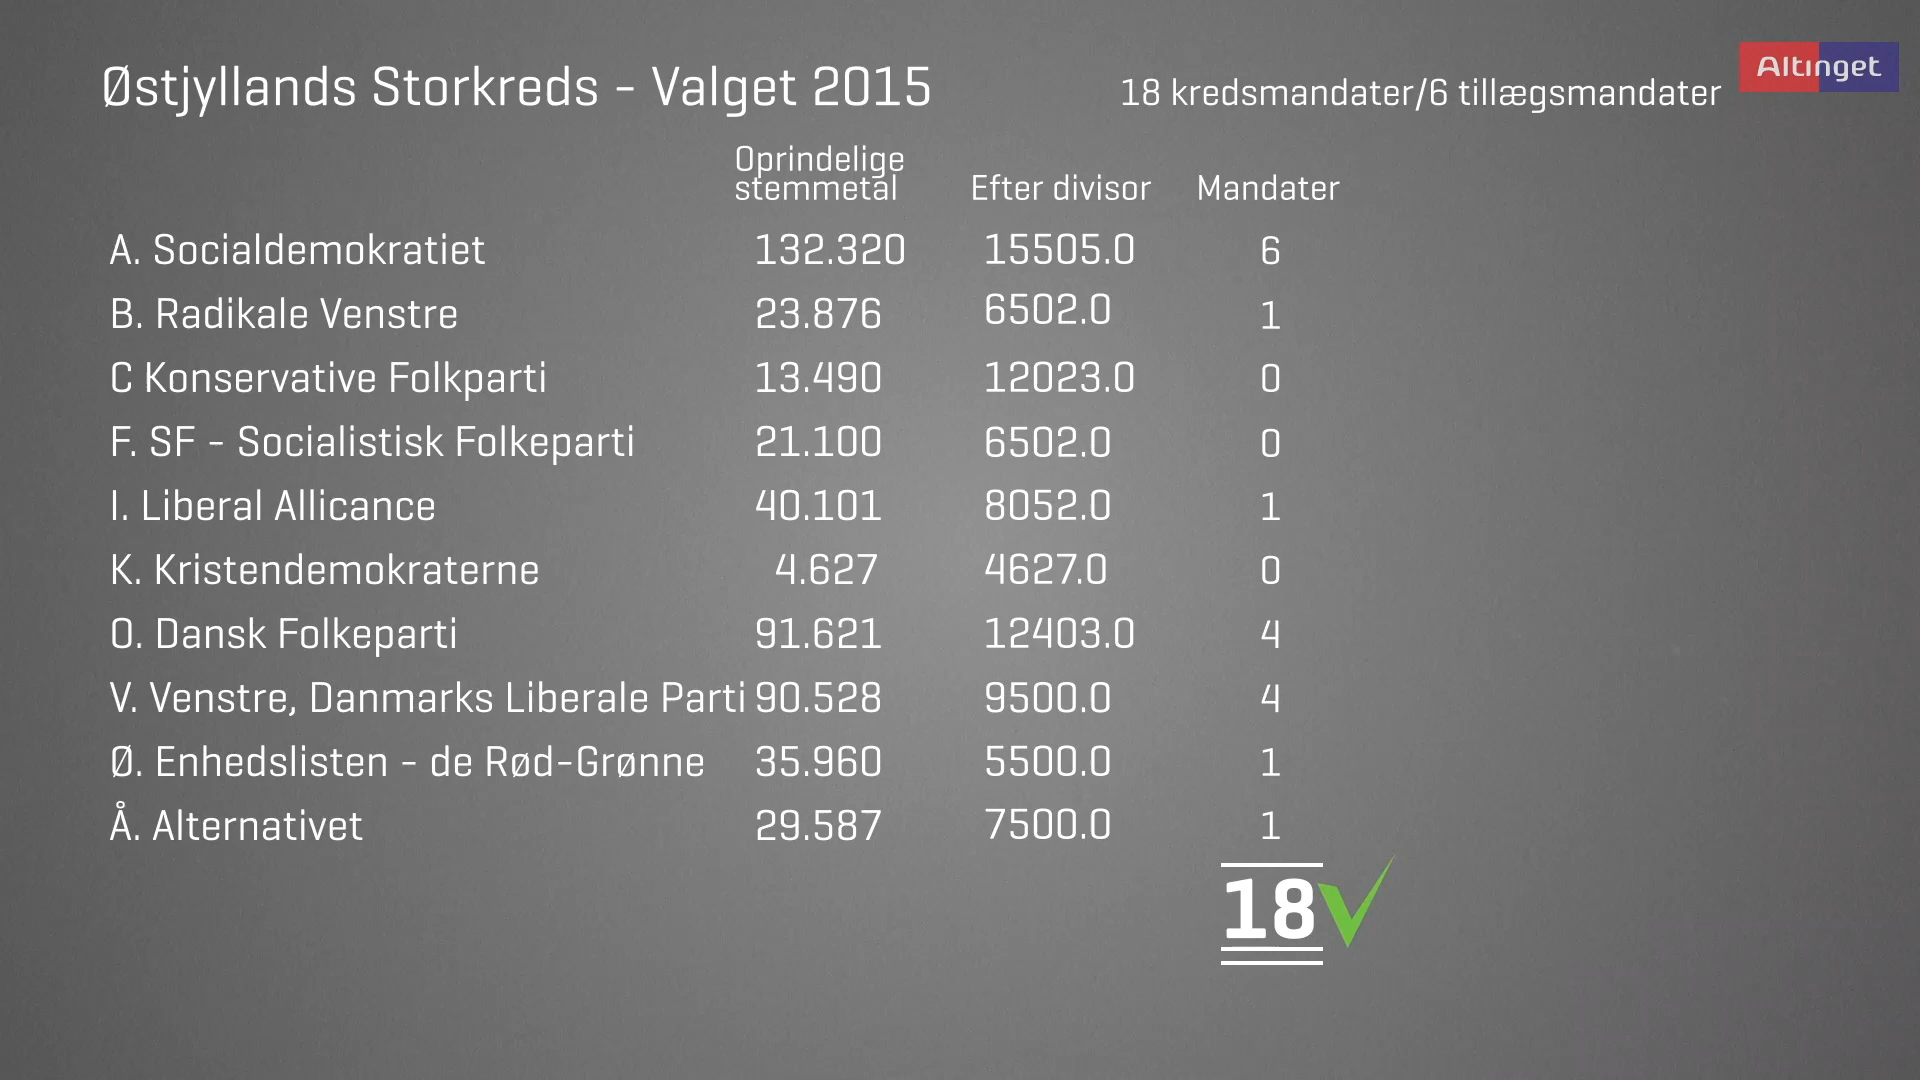 Østjyllands Storkreds - Valget 2015
18 kredsmandater/6 tillægsmandater
Altinget
Oprindelige
stemmetal Efter divisor Mandater
A. Socialdemokratiet 132.320 15505.0 6
B. Radikale Venstre 23.876 6502.0 1
C Konservative Folkparti 13.490 12023.0 0
F. SF - Socialistisk Folkeparti 21.100 6502.0 0
I. Liberal Allicance 40.101 8052.0 1
K. Kristendemokraterne 4.627 4627.0 0
O. Dansk Folkeparti 91.621 12403.0 4
V. Venstre, Danmarks Liberale Parti 90.528 9500.0 4
Ø. Enhedslisten - de Rød-Grønne 35.960 5500.0 1
Å. Alternativet 29.587 7500.0 1
18